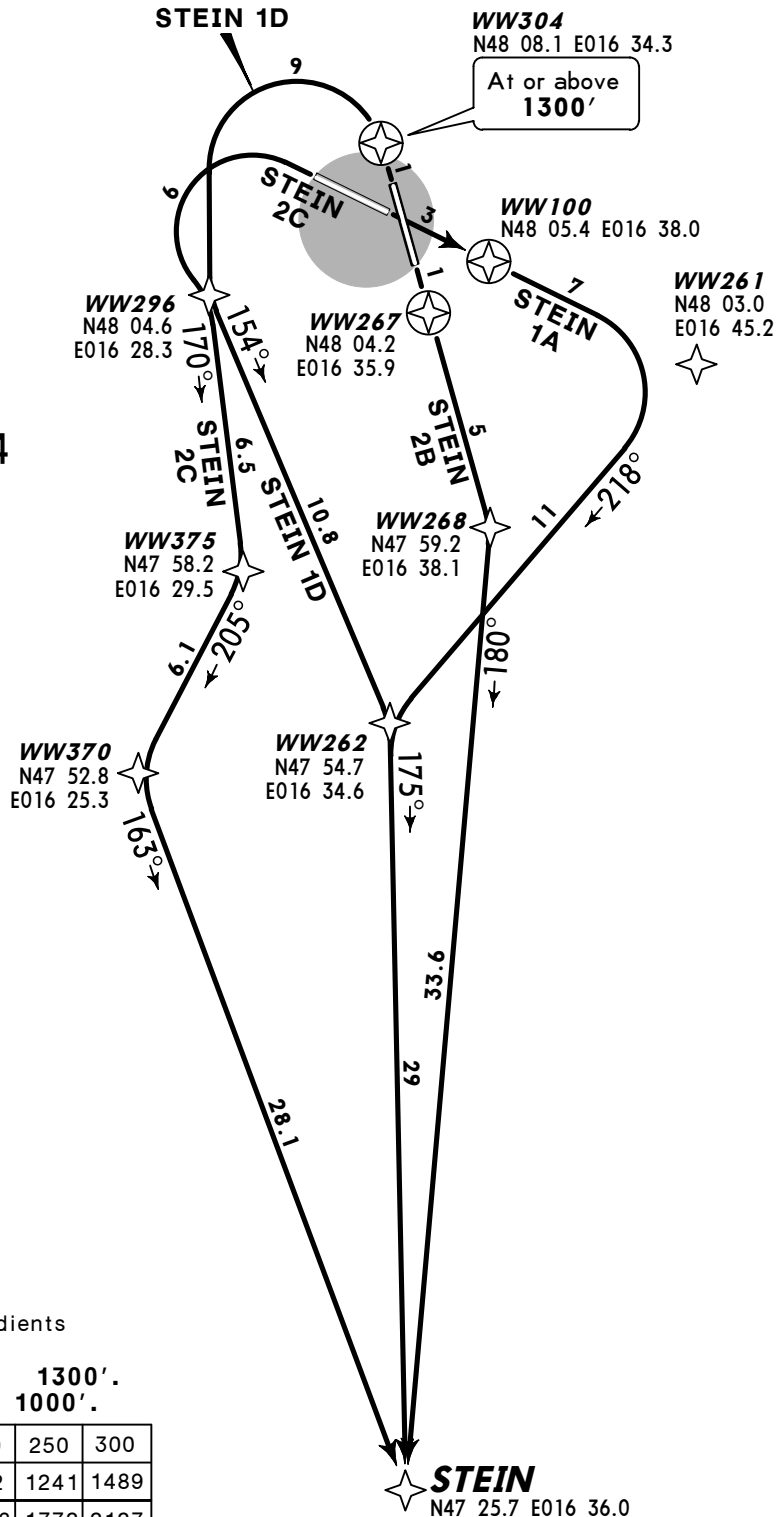 STEIN 1D
WW304
N48 08.1 E016 34.3
At or above
1300'
9
1
6
STEIN
2C
3
WW100
N48 05.4 E016 38.0
1
7
WW261
N48 03.0
E016 45.2
STEIN
1A
WW296
N48 04.6
E016 28.3
WW267
N48 04.2
E016 35.9
170°
154°
STEIN
2B
5
4
STEIN
2C
6.5
STEIN 1D
10.8
11
218°
WW375
N47 58.2
E016 29.5
WW268
N47 59.2
E016 38.1
205°
6.1
180°
WW370
N47 52.8
E016 25.3
WW262
N47 54.7
E016 34.6
175°
163°
33.6
29
28.1
dients
1300'.
1000'.
250 300
1241 1489
STEIN
N47 25.7 E016 36.0